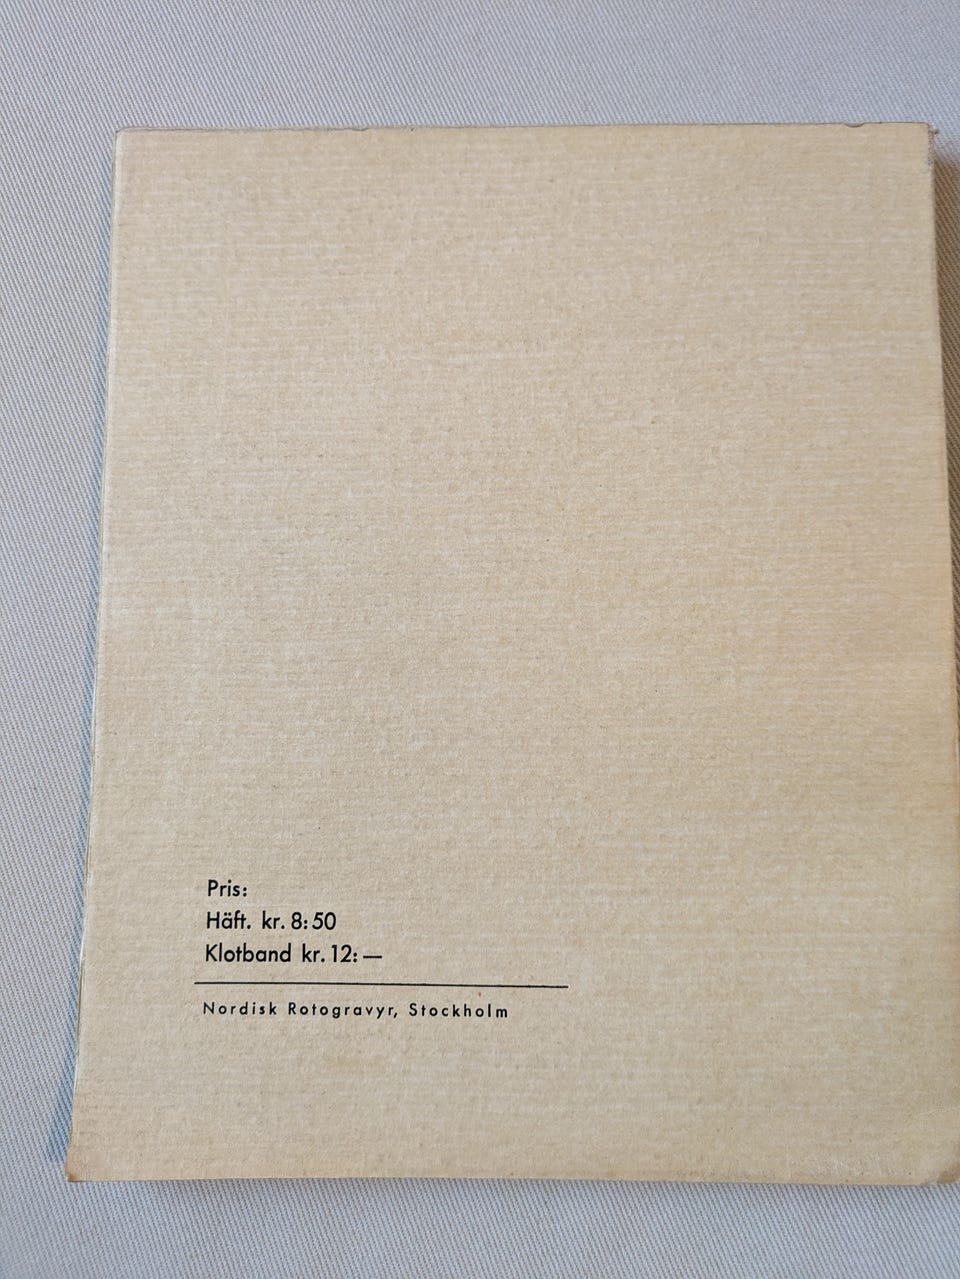 Pris:
Häft. kr. 8:50
Klotband kr. 12: —
Nordisk Rotogravyr, Stockholm